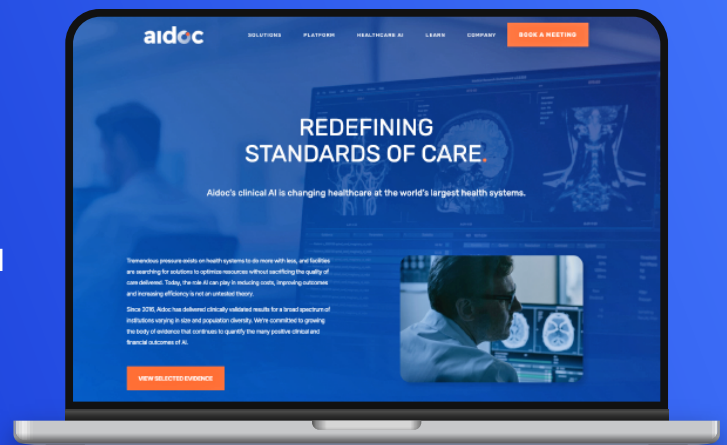 aidoc
SOLUTIONS PLATFORM HEALTHCARE AI LEARN COMPANY BOOK A MEETING
REDEFINING
STANDARDS OF CARE.
Aidoc's clinical AI is changing healthcare at the world's largest health systems.
Tremendous pressure exists on health systems to do more with less, and facilities
are searching for solutions to optimize resources without sacrificing the quality of
care delivered. Today, the role AI can play in reducing costs, improving outcomes
and increasing efficiency is not an untested theory.
Since 2016, Aidoc has delivered clinically validated results for a broad spectrum of
institutions varying in size and population diversity. We're committed to growing
the body of evidence that continues to quantify the many positive clinical and
financial outcomes of AI.
VIEW SELECTED EVIDENCE